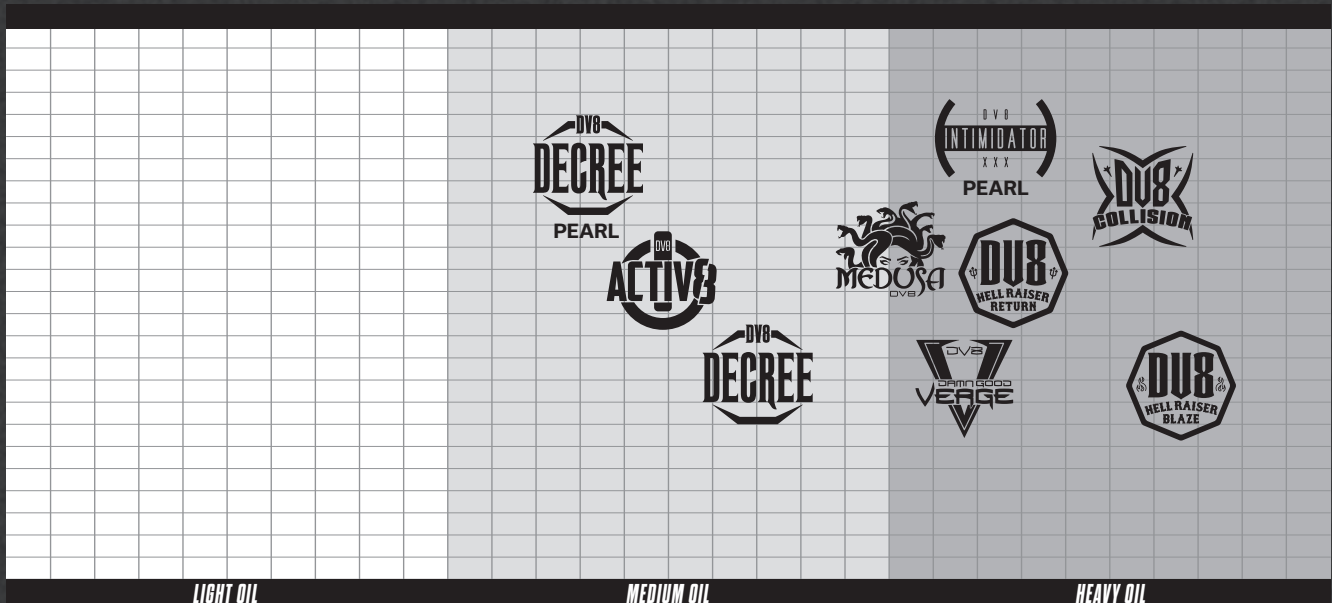 DV8
DECREE
PEARL
DV8
ACTIV8
DV8
DECREE
MEDUSA
DV8
DV8
INTIMIDATOR
XXX
PEARL
DV8
COLLISION
DV8
HELL RAISER
RETURN
DV8
DAMN GOOD
VERGE
DV8
HELL RAISER
BLAZE
LIGHT OIL
MEDIUM OIL
HEAVY OIL